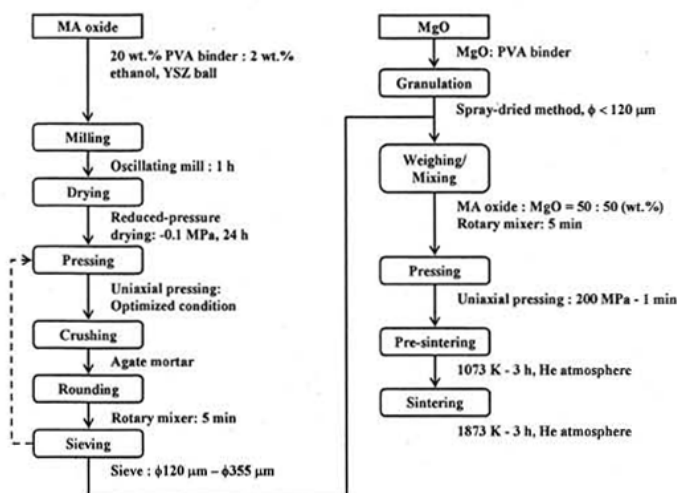 MA oxide
20 wt.% PVA binder : 2 wt.%
ethanol, YSZ ball
Milling
Oscillating mill : 1 h
Drying
Reduced-pressure
drying: -0.1 MPa, 24 h
Pressing
Uniaxial pressing:
Optimized condition
Crushing
Agate mortar
Rounding
Rotary mixer: 5 min
Sieving
Sieve : ϕ120 μm – ϕ355 μm
MgO
MgO: PVA binder
Granulation
Spray-dried method, ϕ < 120 μm
Weighing/
Mixing
MA oxide : MgO = 50 : 50 (wt.%)
Rotary mixer: 5 min
Pressing
Uniaxial pressing : 200 MPa - 1 min
Pre-sintering
1073 K - 3 h, He atmosphere
Sintering
1873 K - 3 h, He atmosphere